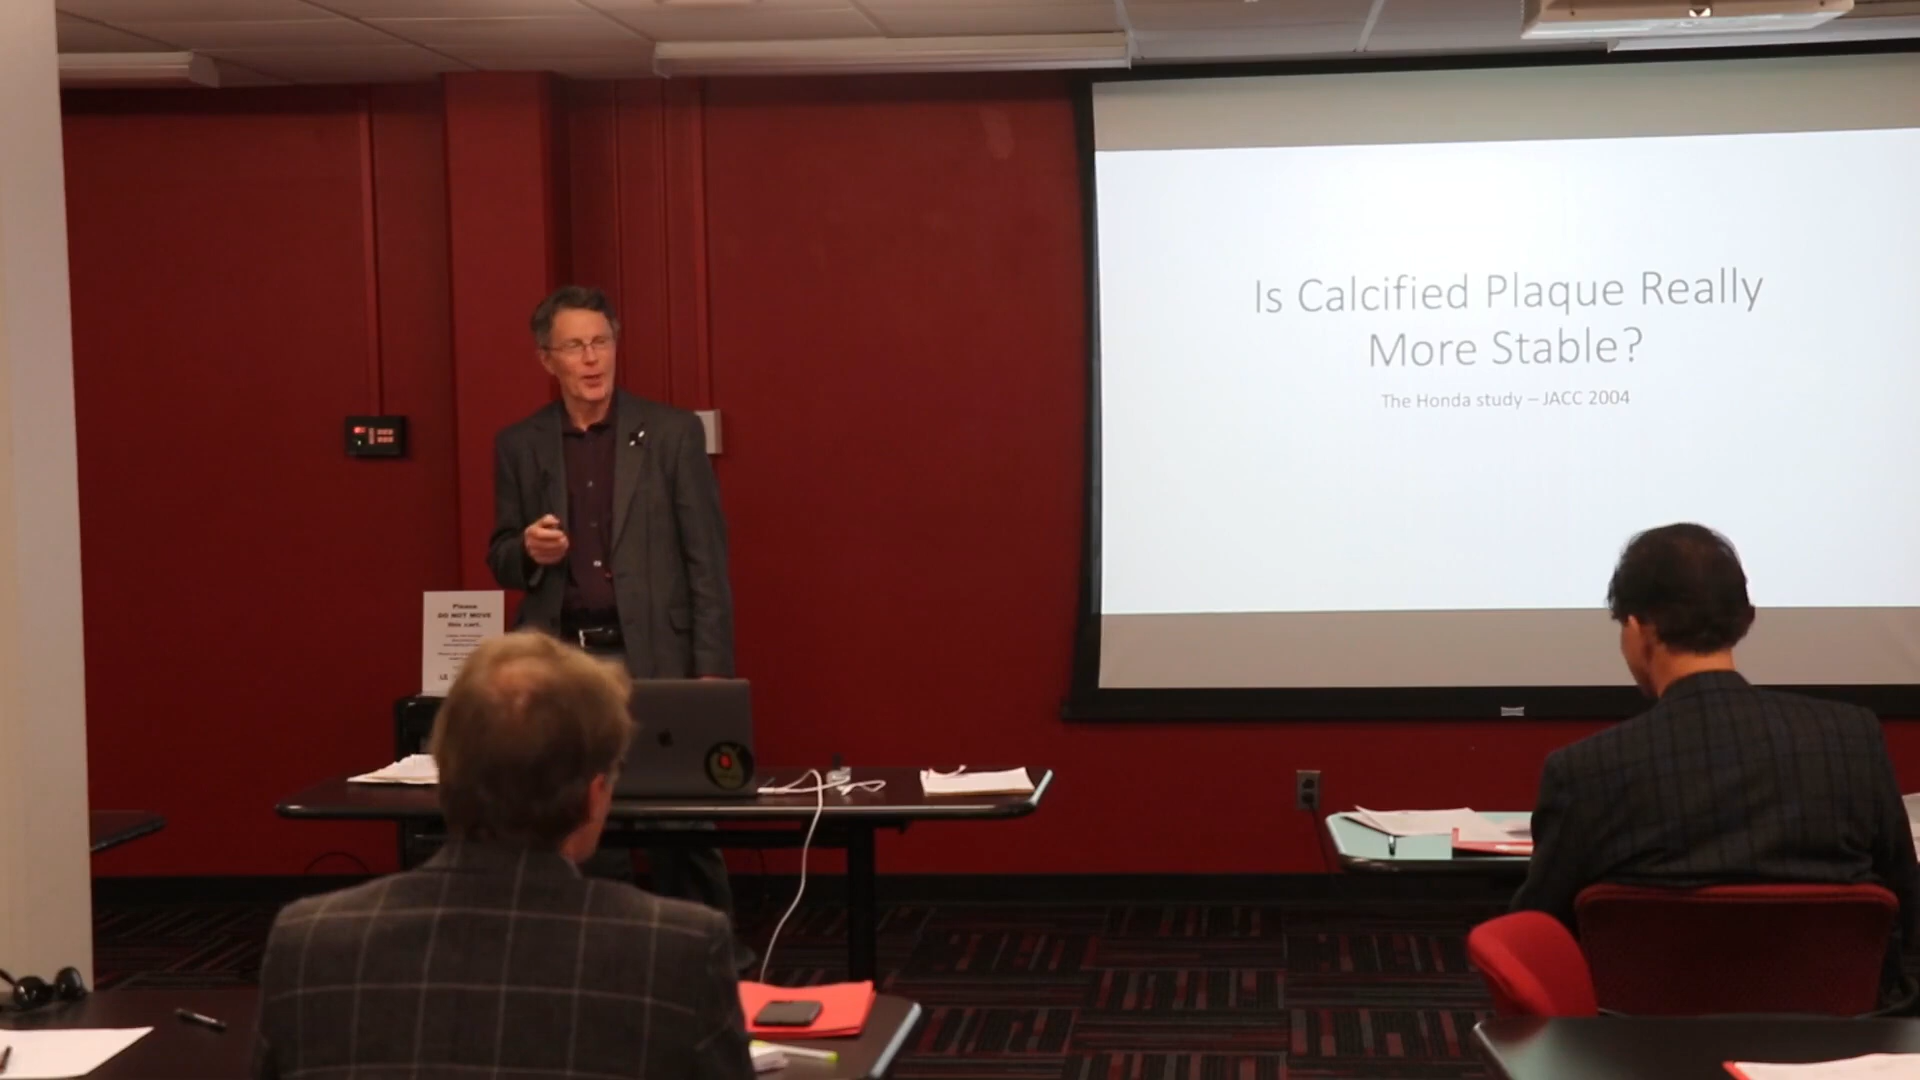 Is Calcified Plaque Really
More Stable?
The Honda study – JACC 2004
Please
DO NOT MOVE
this cart.